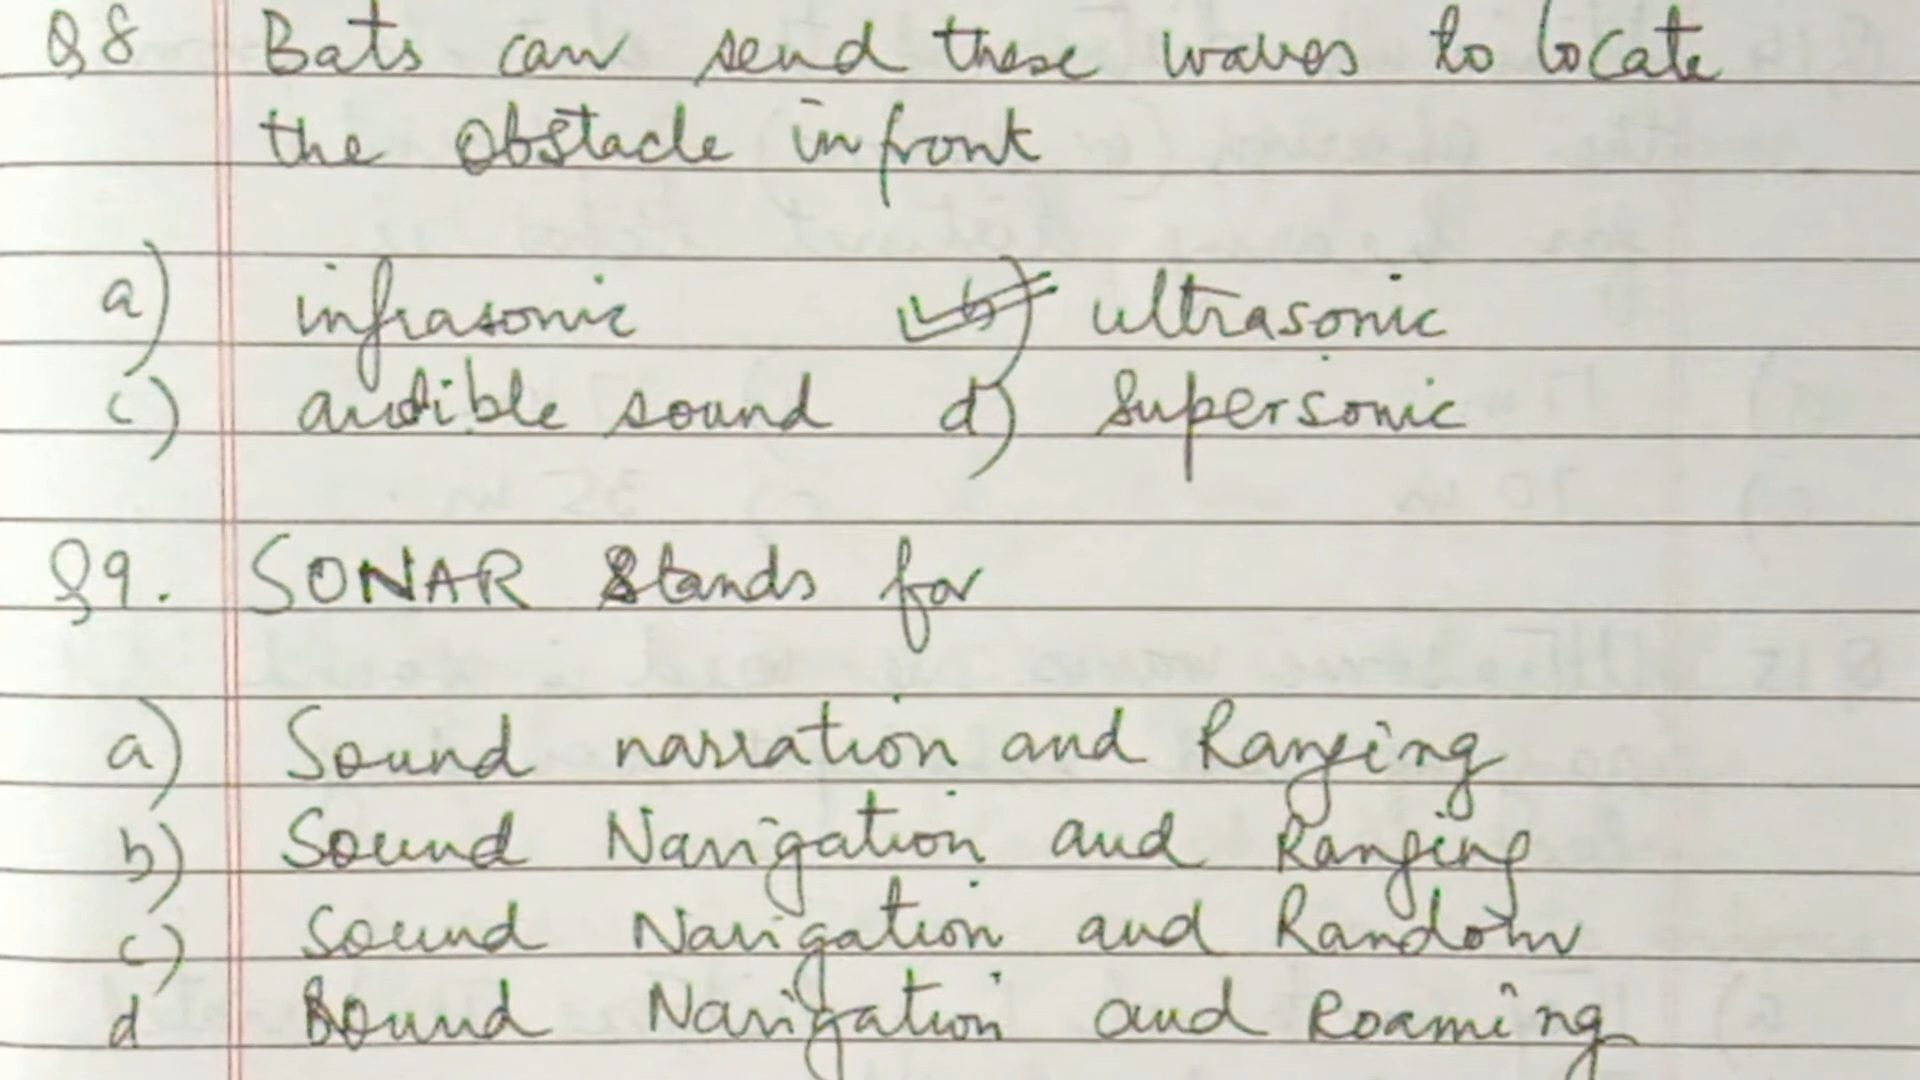 Q8 Bats can send these waves to locate
the obstacle in front
a) infrasonic b) ultrasonic
c) audible sound d) supersonic
Q9. SONAR stands for
a) Sound narration and Ranging
b) Sound Navigation and Ranging
c) Sound Navigation and Random
d Sound Navigation and Roaming